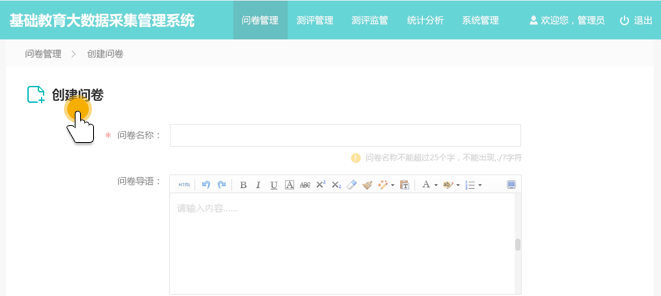 基础教育大数据采集管理系统
问卷管理 测评管理 测评监管 统计分析 系统管理 欢迎您，管理员 退出
问卷管理 > 创建问卷
创建问卷
* 问卷名称：
问卷名称不能超过25个字，不能出现,./?字符
问卷导语：
HTML B I U A ABC X² X₂ A
请输入内容......